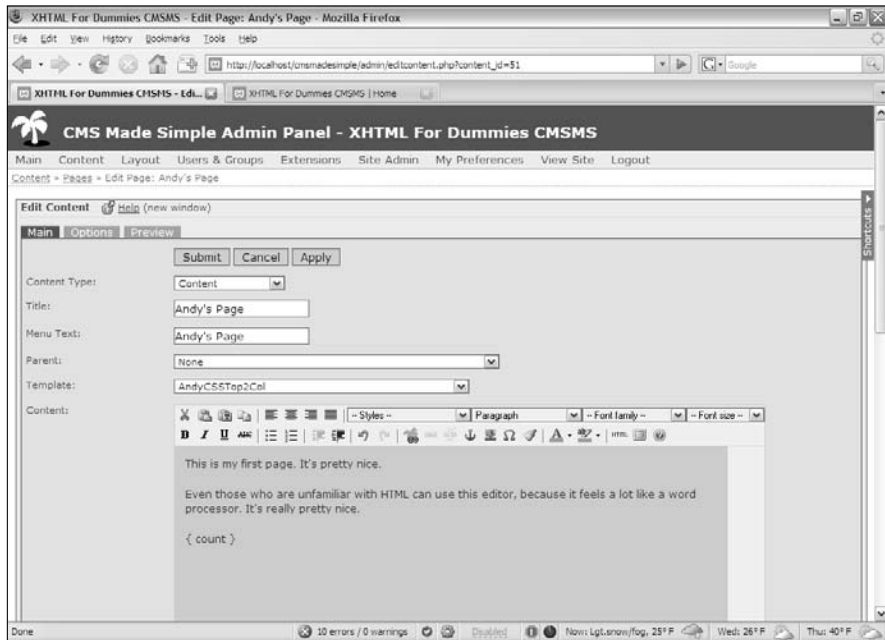 XHTML For Dummies CMSMS - Edit Page: Andy's Page - Mozilla Firefox
File Edit View History Bookmarks Tools Help
http://localhost/cmsmadesimple/admin/editcontent.php?content_id=51
Google
XHTML For Dummies CMSMS - Edi...
XHTML For Dummies CMSMS | Home
CMS Made Simple Admin Panel - XHTML For Dummies CMSMS
Main Content Layout Users & Groups Extensions Site Admin My Preferences View Site Logout
Content » Pages » Edit Page: Andy's Page
Shortcuts
Edit Content Help (new window)
Main Options Preview
Submit Cancel Apply
Content Type: Content
Title: Andy's Page
Menu Text: Andy's Page
Parent: None
Template: AndyCSSTop2Col
Content:
-- Styles -- Paragraph -- Font family -- -- Font size --
B I U ABC HTML
This is my first page. It's pretty nice.
Even those who are unfamiliar with HTML can use this editor, because it feels a lot like a word
processor. It's really pretty nice.
{ count }
Done 10 errors / 0 warnings Disabled Now: Lgt.snow/fog, 25° F Wed: 26° F Thu: 40° F